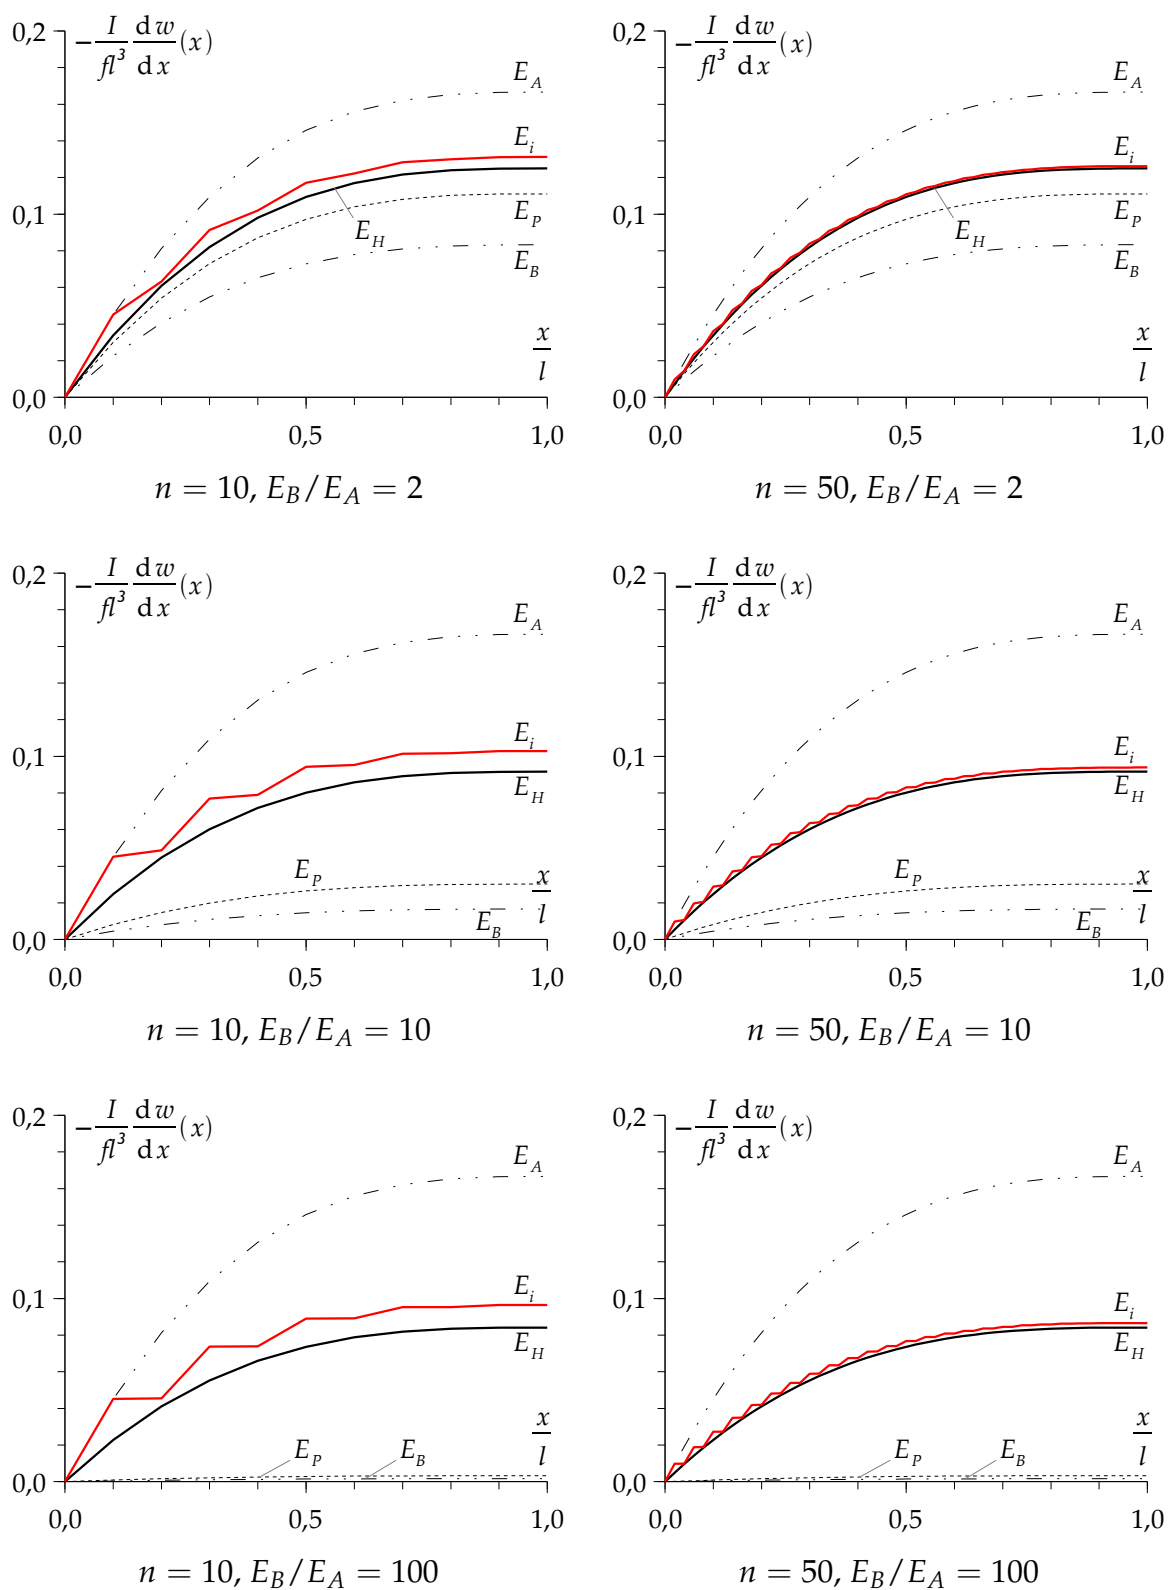 0,2 −I/fl³ dw/dx (x)
E_A
E_i
0,1
E_H
E_P
E_B
x/l
0,0
0,0 0,5 1,0
n = 10, E_B/E_A = 2
0,2 −I/fl³ dw/dx (x)
E_A
E_i
0,1
E_P
E_H
E_B
x/l
0,0
0,0 0,5 1,0
n = 50, E_B/E_A = 2
0,2 −I/fl³ dw/dx (x)
E_A
E_i
0,1
E_H
E_P
x/l
E_B
0,0
0,0 0,5 1,0
n = 10, E_B/E_A = 10
0,2 −I/fl³ dw/dx (x)
E_A
E_i
0,1
E_H
E_P
x/l
E_B
0,0
0,0 0,5 1,0
n = 50, E_B/E_A = 10
0,2 −I/fl³ dw/dx (x)
E_A
E_i
0,1
E_H
x/l
E_P E_B
0,0
0,0 0,5 1,0
n = 10, E_B/E_A = 100
0,2 −I/fl³ dw/dx (x)
E_A
E_i
0,1
E_H
x/l
E_P E_B
0,0
0,0 0,5 1,0
n = 50, E_B/E_A = 100